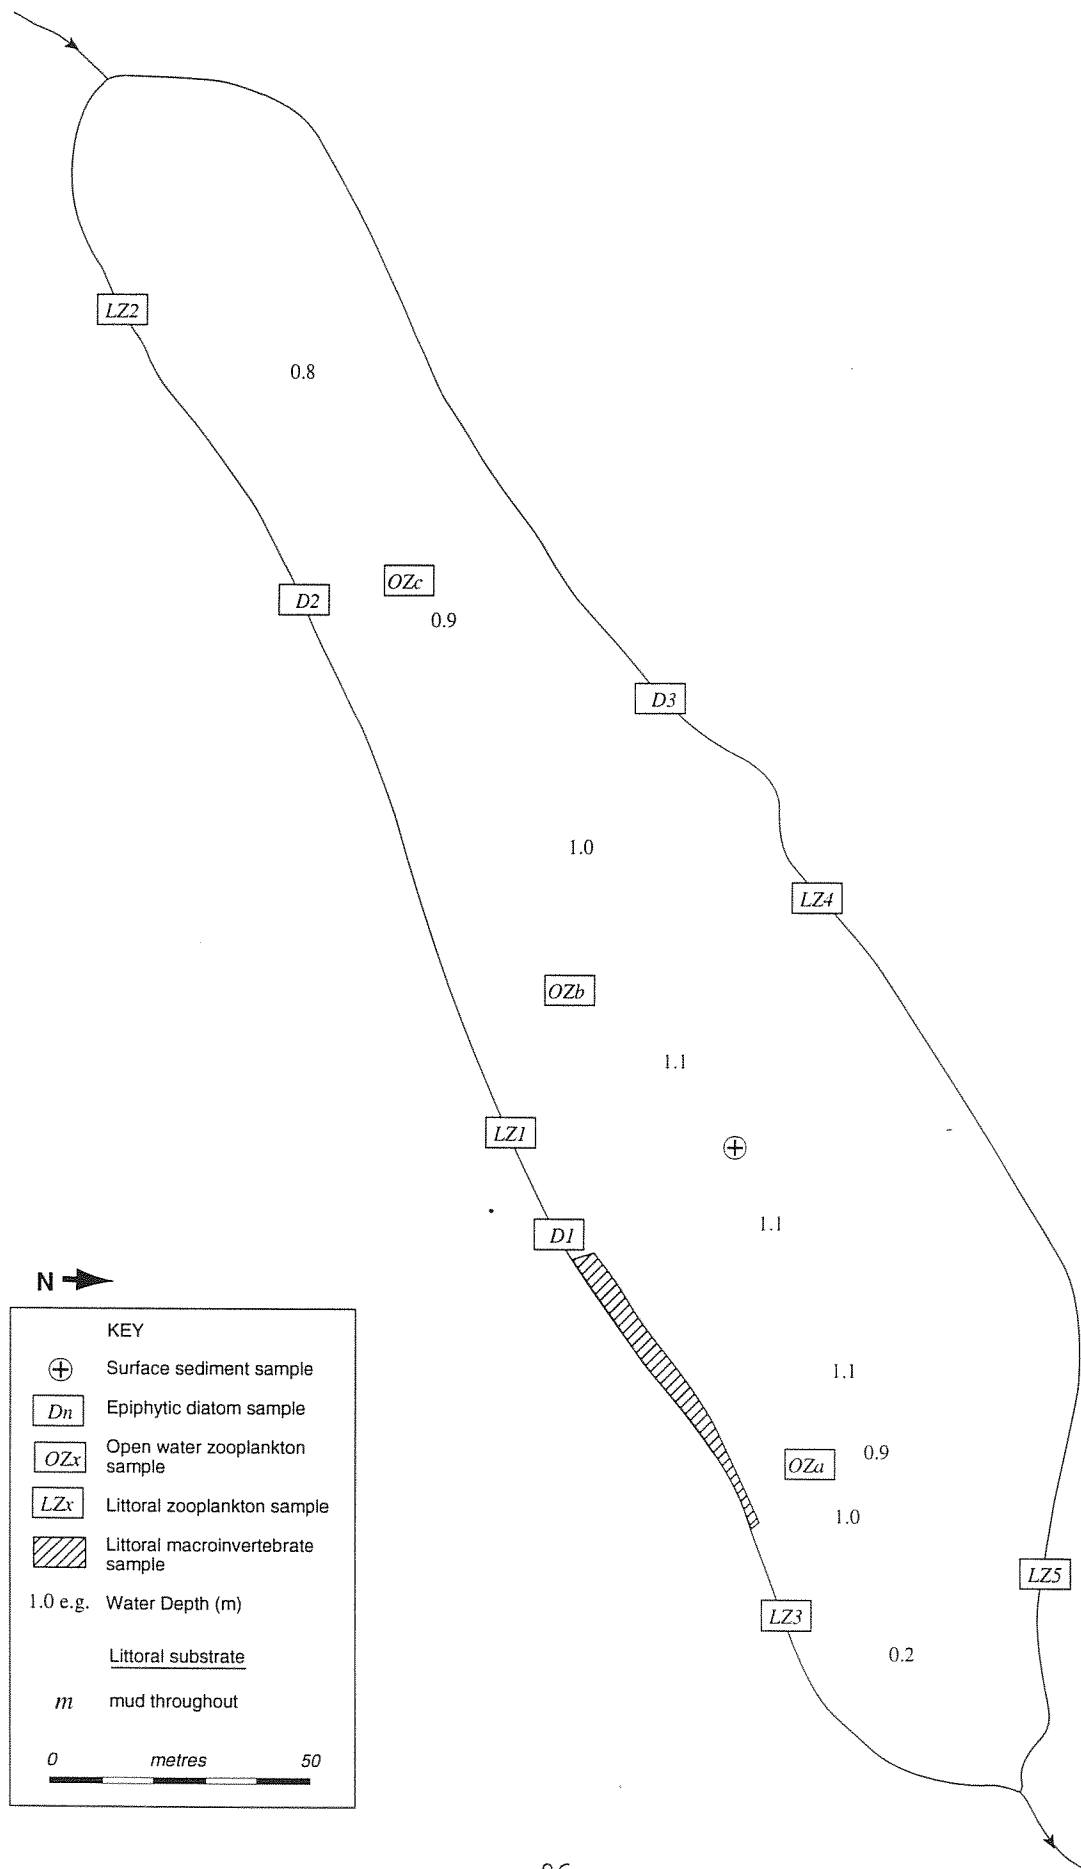 LZ2
0.8
OZc
D2
0.9
D3
1.0
LZ4
OZb
1.1
LZ1
1.1
D1
N
1.1
0.9
OZa
1.0
LZ5
LZ3
0.2
KEY
Surface sediment sample
Dn Epiphytic diatom sample
OZx Open water zooplankton
sample
LZx Littoral zooplankton sample
Littoral macroinvertebrate
sample
1.0 e.g. Water Depth (m)
Littoral substrate
m mud throughout
0 metres 50